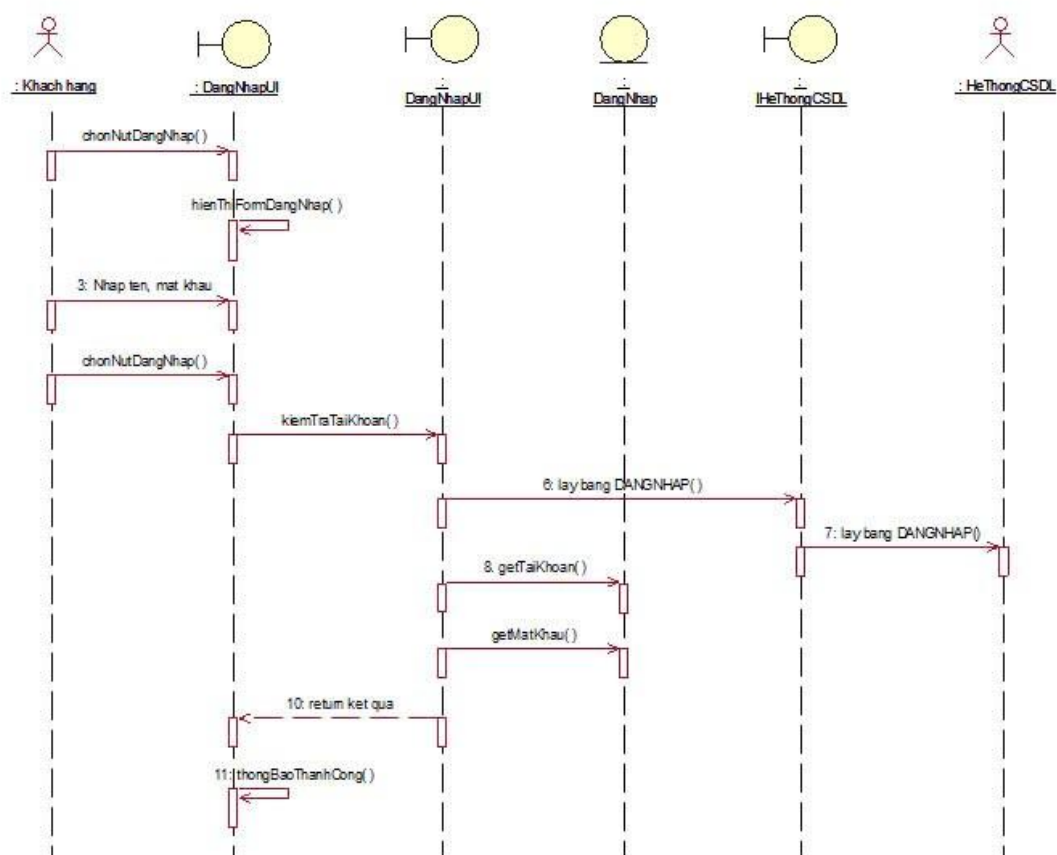 : Khach hang
: DangNhapUI
:
DangNhapUI
:
DangNhap
:
IHeThongCSDL
: HeThongCSDL
chonNutDangNhap( )
hienThiFormDangNhap( )
3: Nhap ten, mat khau
chonNutDangNhap( )
kiemTraTaiKhoan( )
6: lay bang DANGNHAP( )
7: lay bang DANGNHAP()
8. getTaiKhoan( )
getMatKhau( )
10: return ket qua
11: thongBaoThanhCong( )